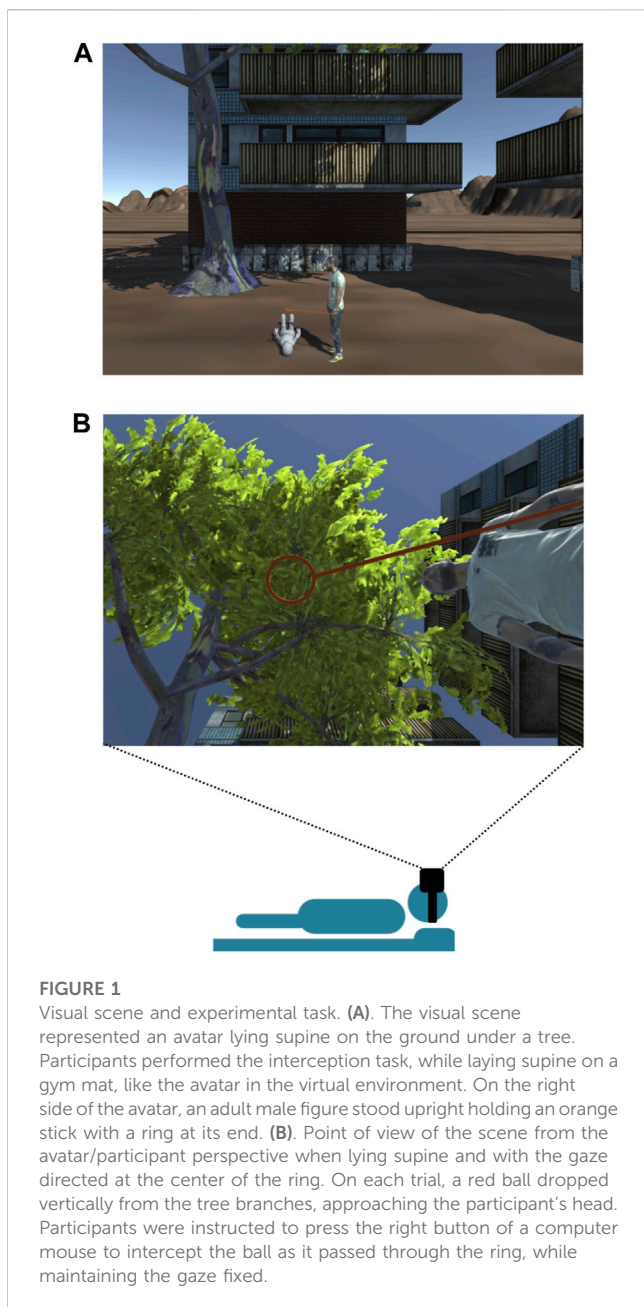 A
B
FIGURE 1
Visual scene and experimental task. (A). The visual scene
represented an avatar lying supine on the ground under a tree.
Participants performed the interception task, while laying supine on a
gym mat, like the avatar in the virtual environment. On the right
side of the avatar, an adult male figure stood upright holding an orange
stick with a ring at its end. (B). Point of view of the scene from the
avatar/participant perspective when lying supine and with the gaze
directed at the center of the ring. On each trial, a red ball dropped
vertically from the tree branches, approaching the participant's head.
Participants were instructed to press the right button of a computer
mouse to intercept the ball as it passed through the ring, while
maintaining the gaze fixed.